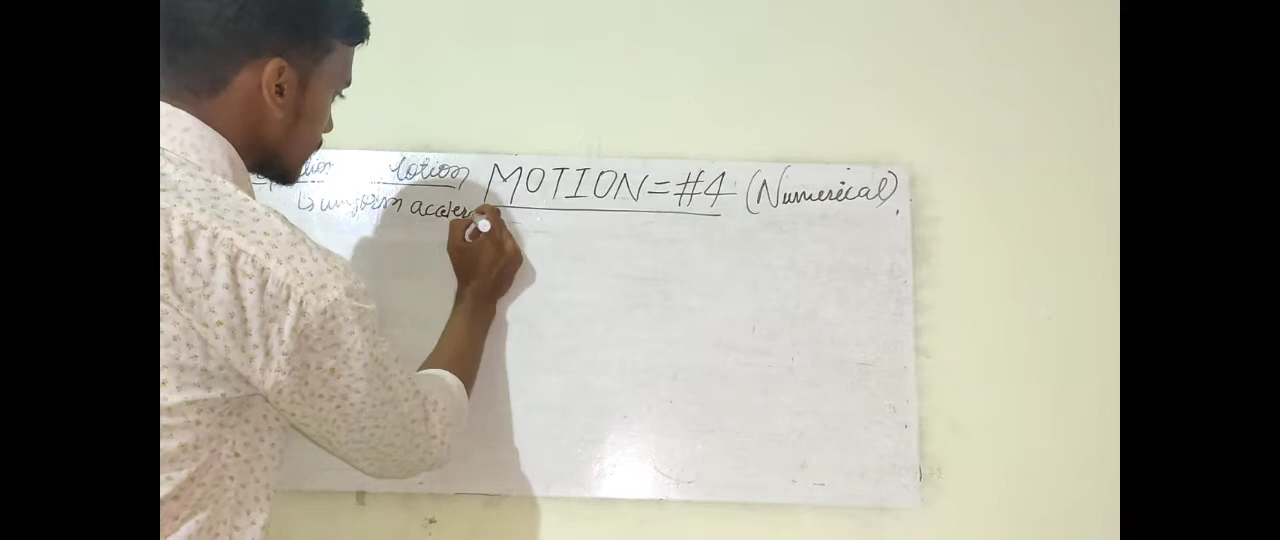 MOTION = #4 (Numerical)
↳ uniform acceler